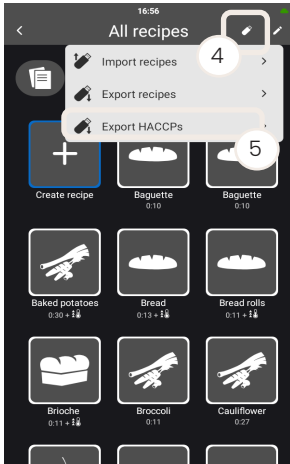 16:56
All recipes
4
Import recipes
Export recipes
Export HACCPs
5
Create recipe
Baguette
0:10
Baguette
0:10
Baked potatoes
0:30 +
Bread
0:13 +
Bread rolls
0:11 +
Brioche
0:11 +
Broccoli
0:11
Cauliflower
0:27